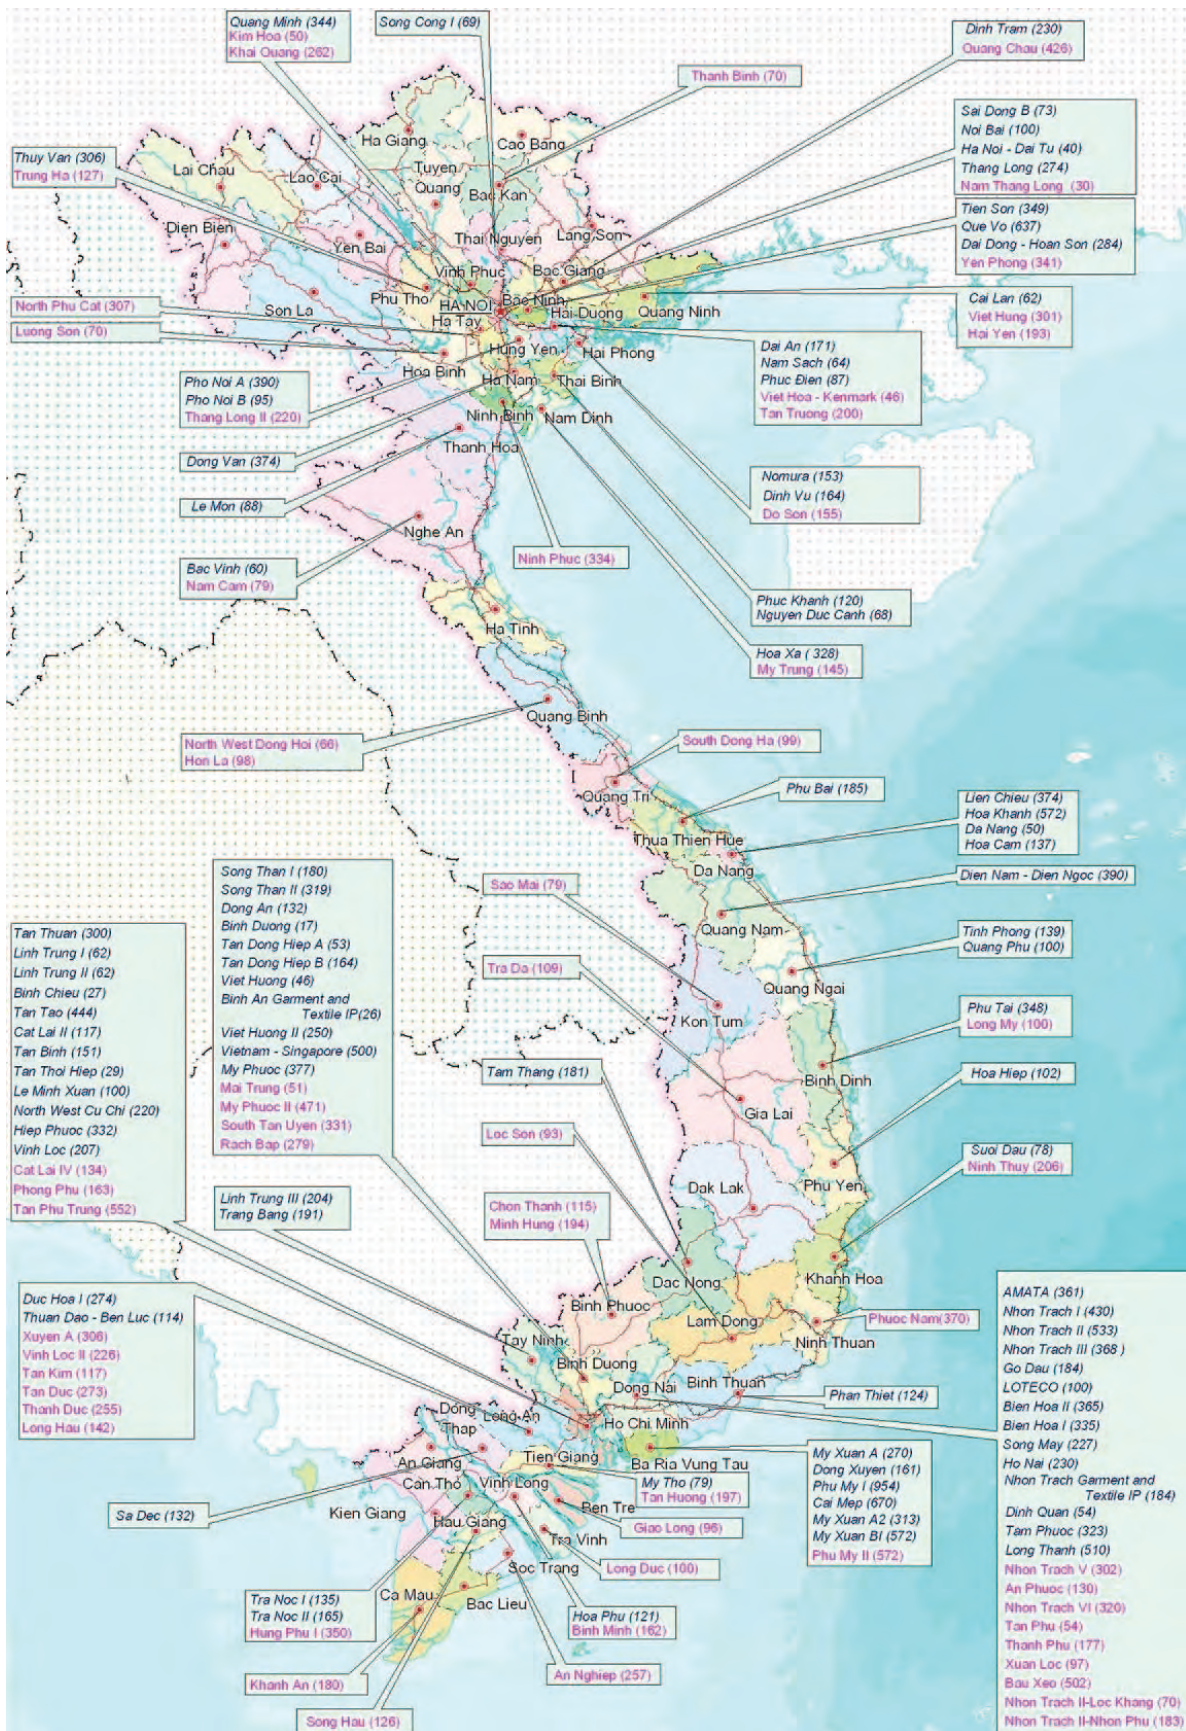 Quang Minh (344)
Kim Hoa (50)
Khai Quang (262)
Song Cong I (69)
Dinh Tram (230)
Quang Chau (426)
Thanh Binh (70)
Sai Dong B (73)
Noi Bai (100)
Ha Noi - Dai Tu (40)
Thang Long (274)
Nam Thang Long (30)
Thuy Van (306)
Trung Ha (127)
Tien Son (349)
Que Vo (637)
Dai Dong - Hoan Son (284)
Yen Phong (341)
North Phu Cat (307)
Luong Son (70)
Cai Lan (62)
Viet Hung (301)
Hai Yen (193)
Dai An (171)
Nam Sach (64)
Phuc Đien (87)
Viet Hoa - Kenmark (46)
Tan Truong (200)
Pho Noi A (390)
Pho Noi B (95)
Thang Long II (220)
Dong Van (374)
Le Mon (88)
Nomura (153)
Dinh Vu (164)
Do Son (155)
Ninh Phuc (334)
Bac Vinh (60)
Nam Cam (79)
Phuc Khanh (120)
Nguyen Duc Canh (68)
Hoa Xa ( 328)
My Trung (145)
Ha Giang
Cao Bang
Lai Chau
Lao Cai
Tuyen
Quang
Bac Kan
Dien Bien
Yen Bai
Thai Nguyen
Lang Son
Vinh Phuc
Bac Giang
Phu Tho
HA NOI
Bac Ninh
Son La
Ha Tay
Hai Duong
Quang Ninh
Hung Yen
Hai Phong
Hoa Binh
Ha Nam
Thai Binh
Ninh Binh
Nam Dinh
Thanh Hoa
Nghe An
Ha Tinh
Quang Binh
North West Dong Hoi (66)
Hon La (98)
South Dong Ha (99)
Quang Tri
Phu Bai (185)
Thua Thien Hue
Lien Chieu (374)
Hoa Khanh (572)
Da Nang (50)
Hoa Cam (137)
Da Nang
Dien Nam - Dien Ngoc (390)
Quang Nam
Sao Mai (79)
Tinh Phong (139)
Quang Phu (100)
Quang Ngai
Tra Da (109)
Kon Tum
Phu Tai (348)
Long My (100)
Binh Dinh
Tam Thang (181)
Gia Lai
Hoa Hiep (102)
Loc Son (93)
Phu Yen
Suoi Dau (78)
Ninh Thuy (206)
Dak Lak
Khanh Hoa
Song Than I (180)
Song Than II (319)
Dong An (132)
Binh Duong (17)
Tan Dong Hiep A (53)
Tan Dong Hiep B (164)
Viet Huong (46)
Binh An Garment and
Textile IP(26)
Viet Huong II (250)
Vietnam - Singapore (500)
My Phuoc (377)
Mai Trung (51)
My Phuoc II (471)
South Tan Uyen (331)
Rach Bap (279)
Tan Thuan (300)
Linh Trung I (62)
Linh Trung II (62)
Binh Chieu (27)
Tan Tao (444)
Cat Lai II (117)
Tan Binh (151)
Tan Thoi Hiep (29)
Le Minh Xuan (100)
North West Cu Chi (220)
Hiep Phuoc (332)
Vinh Loc (207)
Cat Lai IV (134)
Phong Phu (163)
Tan Phu Trung (552)
Linh Trung III (204)
Trang Bang (191)
Chon Thanh (115)
Minh Hung (194)
Dac Nong
Binh Phuoc
Lam Dong
Phuoc Nam(370)
Ninh Thuan
Tay Ninh
Binh Duong
Dong Nai
Binh Thuan
Phan Thiet (124)
Duc Hoa I (274)
Thuan Dao - Ben Luc (114)
Xuyen A (306)
Vinh Loc II (226)
Tan Kim (117)
Tan Duc (273)
Thanh Duc (255)
Long Hau (142)
AMATA (361)
Nhon Trach I (430)
Nhon Trach II (533)
Nhon Trach III (368 )
Go Dau (184)
LOTECO (100)
Bien Hoa II (365)
Bien Hoa I (335)
Song May (227)
Ho Nai (230)
Nhon Trach Garment and
Textile IP (184)
Dinh Quan (54)
Tam Phuoc (323)
Long Thanh (510)
Nhon Trach V (302)
An Phuoc (130)
Nhon Trach VI (320)
Tan Phu (54)
Thanh Phu (177)
Xuan Loc (97)
Bau Xeo (502)
Nhon Trach II-Loc Khang (70)
Nhon Trach II-Nhon Phu (183)
Dong
Thap
Long An
Ho Chi Minh
An Giang
Tien Giang
Ba Ria Vung Tau
Can Tho
Vinh Long
My Tho (79)
Tan Huong (197)
My Xuan A (270)
Dong Xuyen (161)
Phu My I (954)
Cai Mep (670)
My Xuan A2 (313)
My Xuan BI (572)
Phu My II (572)
Sa Dec (132)
Kien Giang
Hau Giang
Ben Tre
Giao Long (96)
Tra Vinh
Long Duc (100)
Soc Trang
Ca Mau
Bac Lieu
Tra Noc I (135)
Tra Noc II (165)
Hung Phu I (350)
Hoa Phu (121)
Binh Minh (162)
An Nghiep (257)
Khanh An (180)
Song Hau (126)